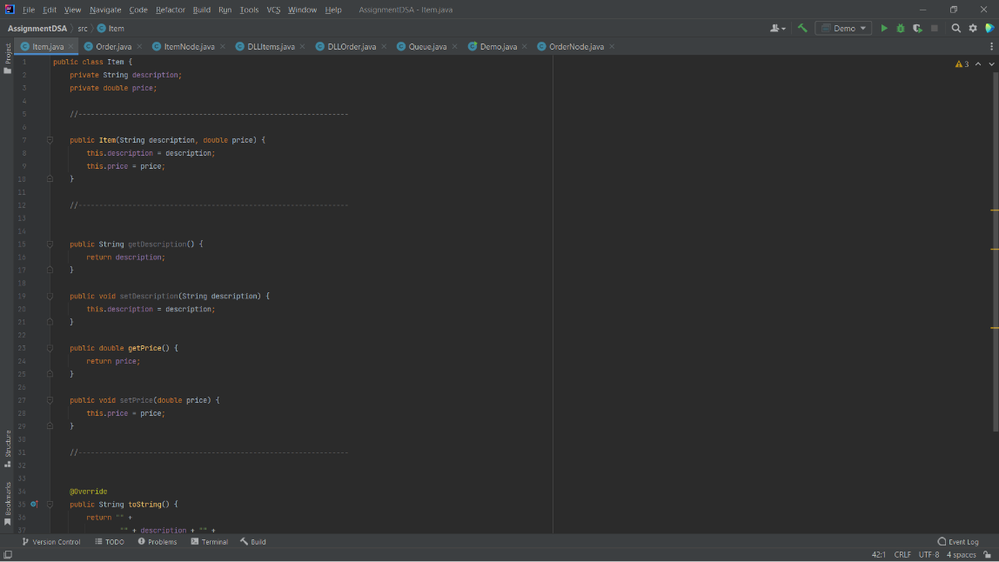 File Edit View Navigate Code Refactor Build Run Tools VCS Window Help AssignmentDSA - Item.java
AssignmentDSA src Item Demo
Item.java Order.java ItemNode.java DLLItems.java DLLOrder.java Queue.java Demo.java OrderNode.java
Project
3
1 public class Item {
2 private String description;
3 private double price;
4
5 //-----------------------------------------------------------------
6
7 public Item(String description, double price) {
8 this.description = description;
9 this.price = price;
10 }
11
12 //-----------------------------------------------------------------
13
14
15 public String getDescription() {
16 return description;
17 }
18
19 public void setDescription(String description) {
20 this.description = description;
21 }
22
23 public double getPrice() {
24 return price;
25 }
26
27 public void setPrice(double price) {
28 this.price = price;
29 }
30
31 //-----------------------------------------------------------------
32
33
34 @Override
35 public String toString() {
36 return "" +
37 "" + description + "" +
Structure
Bookmarks
Version Control TODO Problems Terminal Build Event Log
42:1 CRLF UTF-8 4 spaces